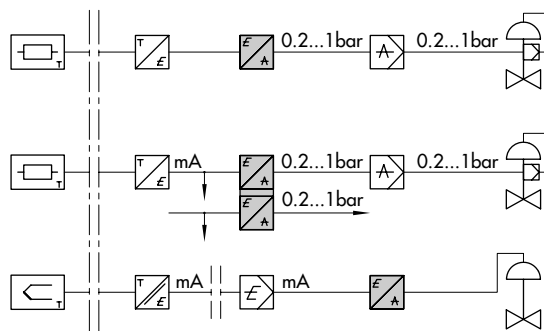 T T E E A 0.2...1bar A 0.2...1bar
T T E mA E A 0.2...1bar A 0.2...1bar
E A 0.2...1bar
T T E mA E mA E A